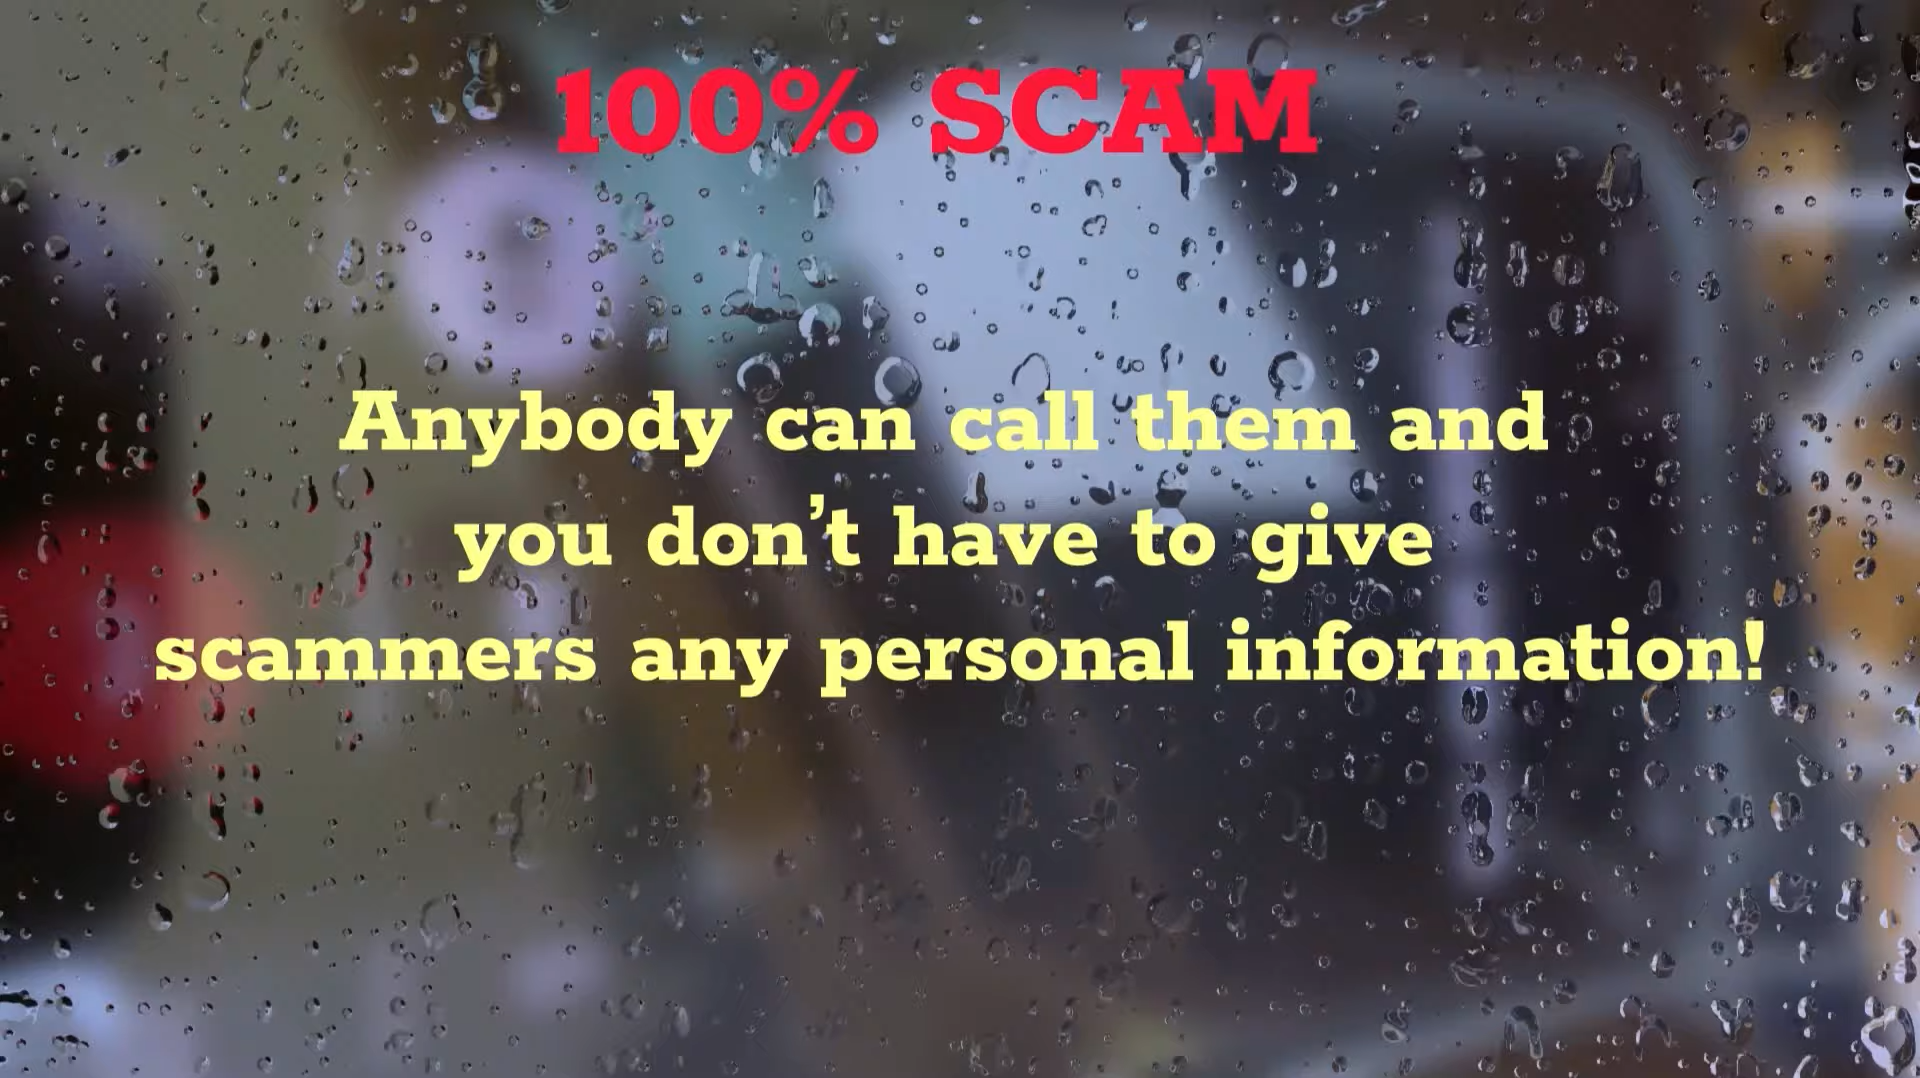 100% SCAM
Anybody can call them and
you don't have to give
scammers any personal information!